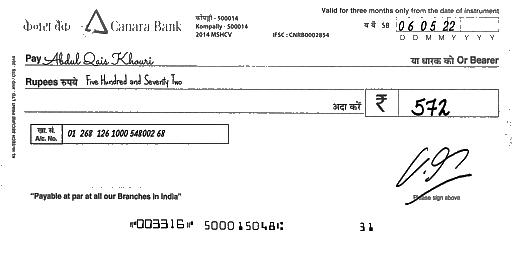 केनरा बैंक Canara Bank
कोंपल्ली - 500014
Kompally - 500014
2014 MSHCV
IFSC : CNRB0002854
Valid for three months only from the date of instrument
SB 06 05 22
D D M M Y Y Y Y
Pay Abdul Qais Khouri या धारक को Or Bearer
Rupees रुपये Five Hundred and Seventy Two
अदा करें ₹ 572
खा. सं.
A/c. No. 01 268 126 1000 548002 68
Please sign above
"Payable at par at all our Branches in India"
⑈003316⑈ 500015048⑆ 31